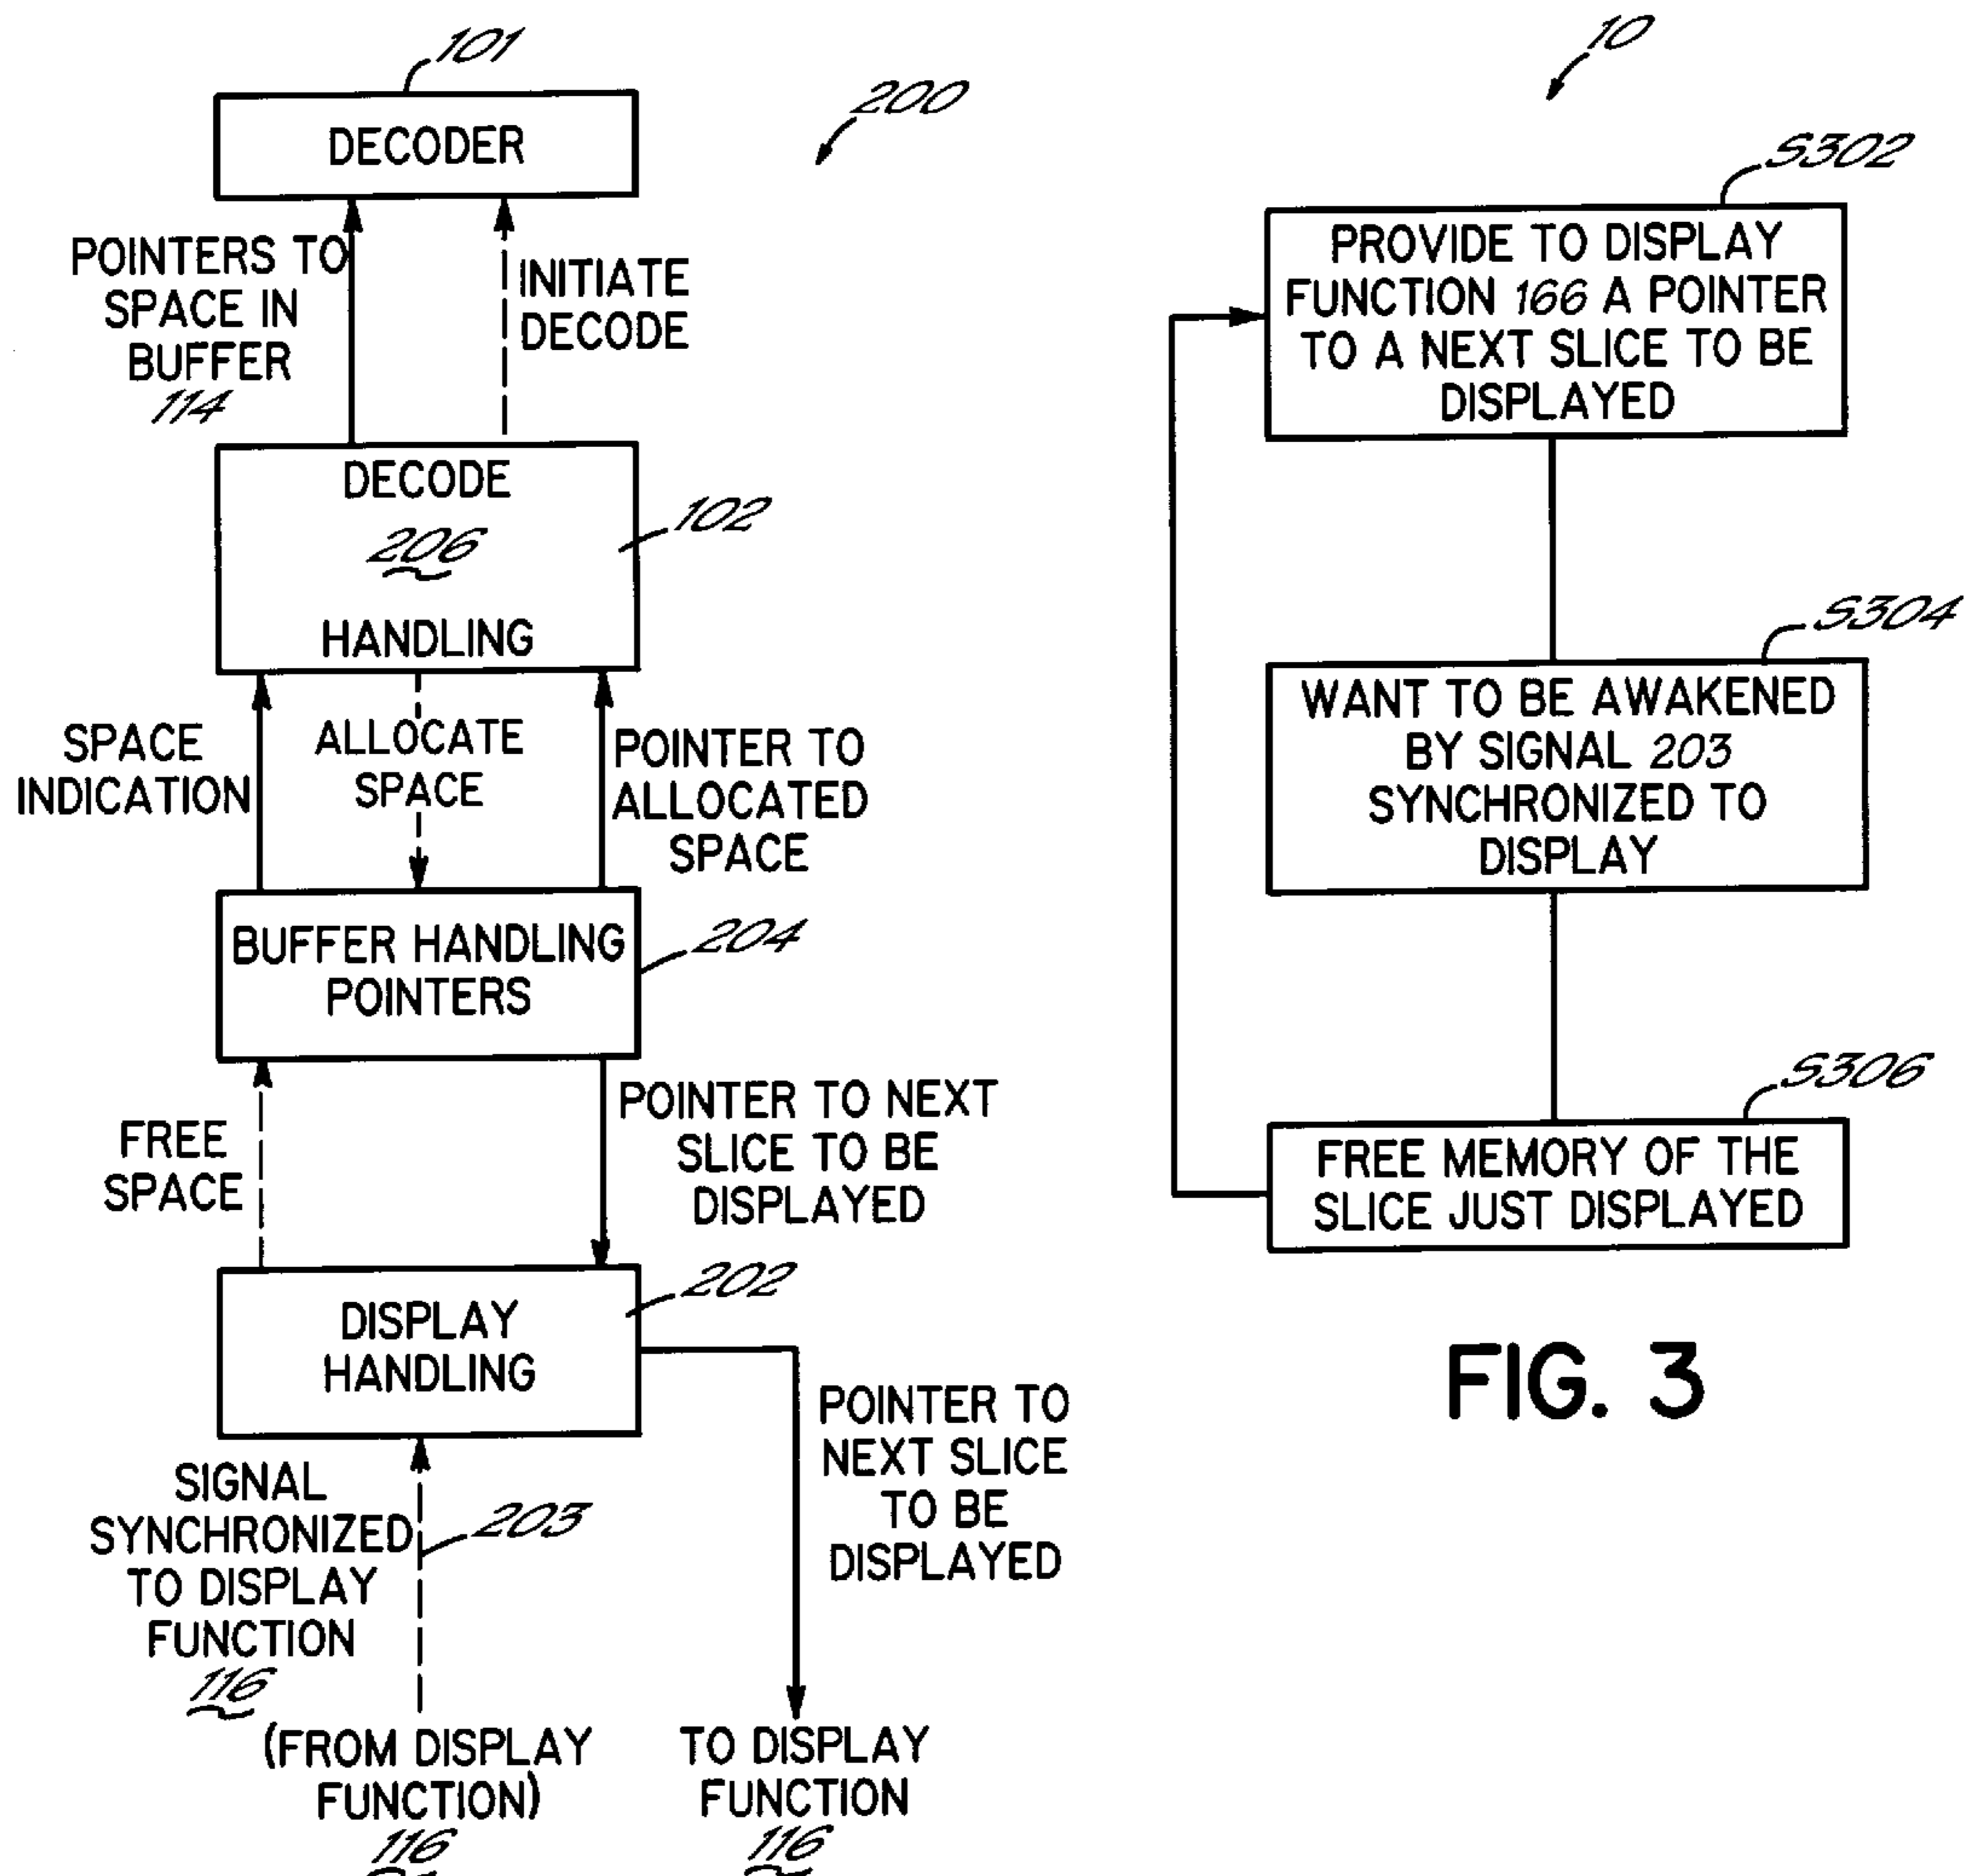 101
DECODER
200
POINTERS TO
SPACE IN
BUFFER
114
INITIATE
DECODE
DECODE
206
HANDLING
102
SPACE
INDICATION
ALLOCATE
SPACE
POINTER TO
ALLOCATED
SPACE
BUFFER HANDLING
POINTERS
204
FREE
SPACE
POINTER TO NEXT
SLICE TO BE
DISPLAYED
202
DISPLAY
HANDLING
SIGNAL
SYNCHRONIZED
TO DISPLAY
FUNCTION
116
203
POINTER TO
NEXT SLICE
TO BE
DISPLAYED
(FROM DISPLAY
FUNCTION)
116
TO DISPLAY
FUNCTION
116
10
S302
PROVIDE TO DISPLAY
FUNCTION 166 A POINTER
TO A NEXT SLICE TO BE
DISPLAYED
S304
WANT TO BE AWAKENED
BY SIGNAL 203
SYNCHRONIZED TO
DISPLAY
S306
FREE MEMORY OF THE
SLICE JUST DISPLAYED
FIG. 3